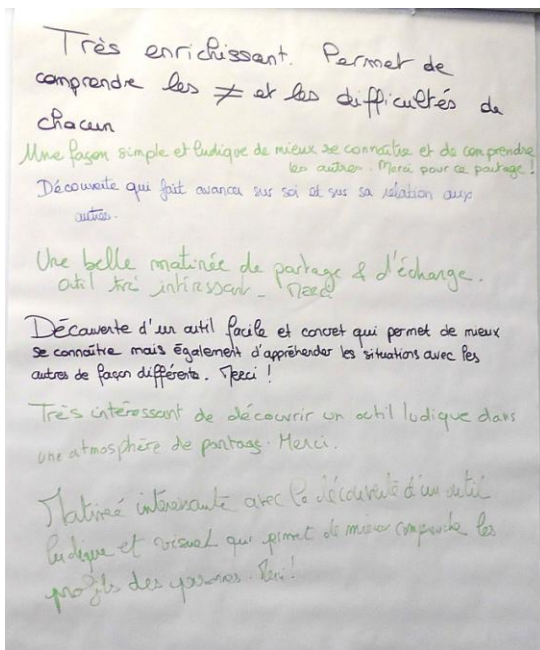 Très enrichissant. Permet de
comprendre les ≠ et les difficultés de
chacun
Une façon simple et ludique de mieux se connaître et de comprendre
les autres. Merci pour ce partage !
Découverte qui fait avancer sur soi et sur sa relation aux
autres.
Une belle matinée de partage & d'échange.
outil très intéressant _ Merci
Découverte d'un outil facile et concret qui permet de mieux
se connaître mais également d'appréhender les situations avec les
autres de façon différente. Merci !
Très intéressant de découvrir un outil ludique dans
une atmosphère de partage. Merci.
Matinée intéressante avec la découverte d'un outil
ludique et visuel qui permet de mieux comprendre les
profils des personnes. Merci !